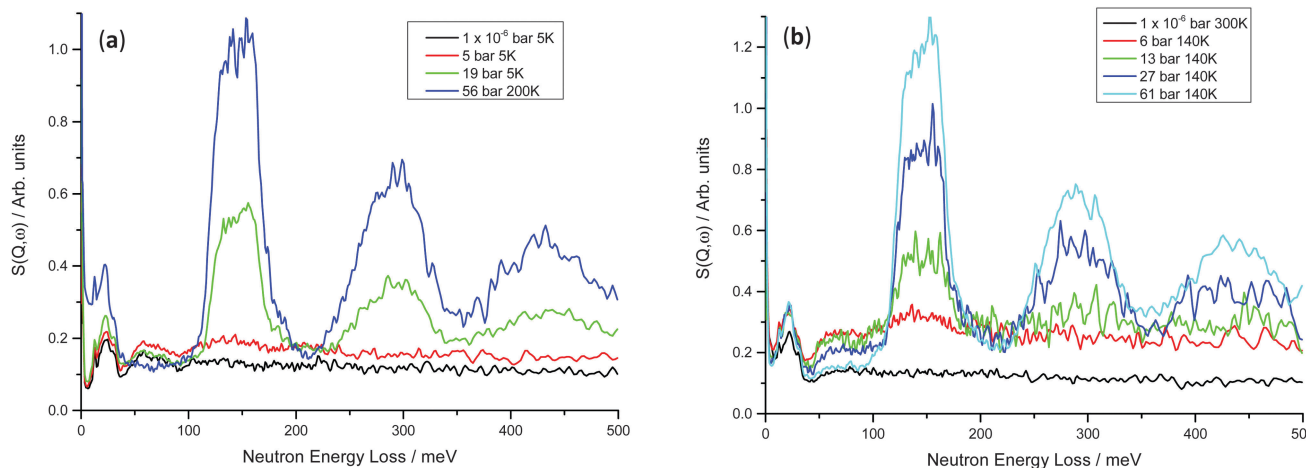 (a)
1 x 10⁻⁶ bar 5K
5 bar 5K
19 bar 5K
56 bar 200K
S(Q,ω) / Arb. units
1.0
0.8
0.6
0.4
0.2
0.0
0 100 200 300 400 500
Neutron Energy Loss / meV
(b)
1 x 10⁻⁶ bar 300K
6 bar 140K
13 bar 140K
27 bar 140K
61 bar 140K
S(Q,ω) / Arb. units
1.2
1.0
0.8
0.6
0.4
0.2
0.0
0 100 200 300 400 50
Neutron Energy Loss / meV